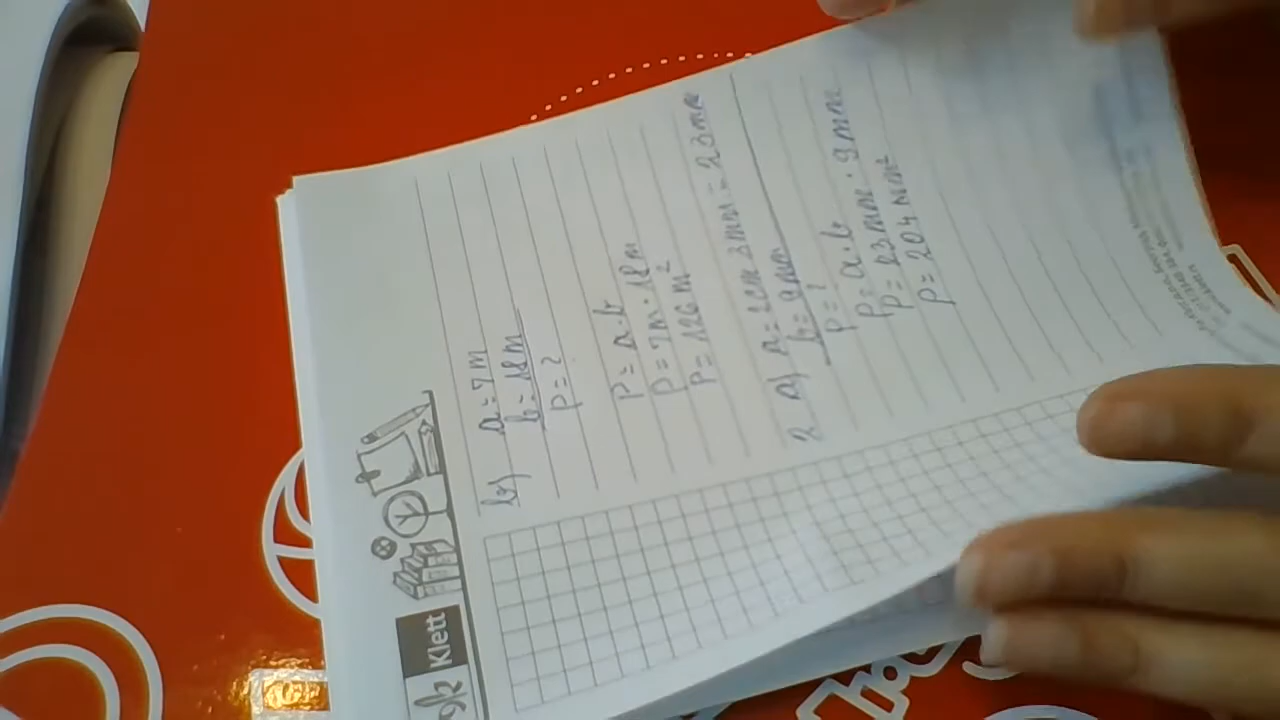 Klett
b) a = 7m
b = 18m
P = ?
P = a · b
P = 7m · 18m
P = 126 m²
2 a) a = 2cm 3mm = 23mm
b = 9mm
P = ?
P = a · b
P = 23mm · 9mm
P = 204 mm²